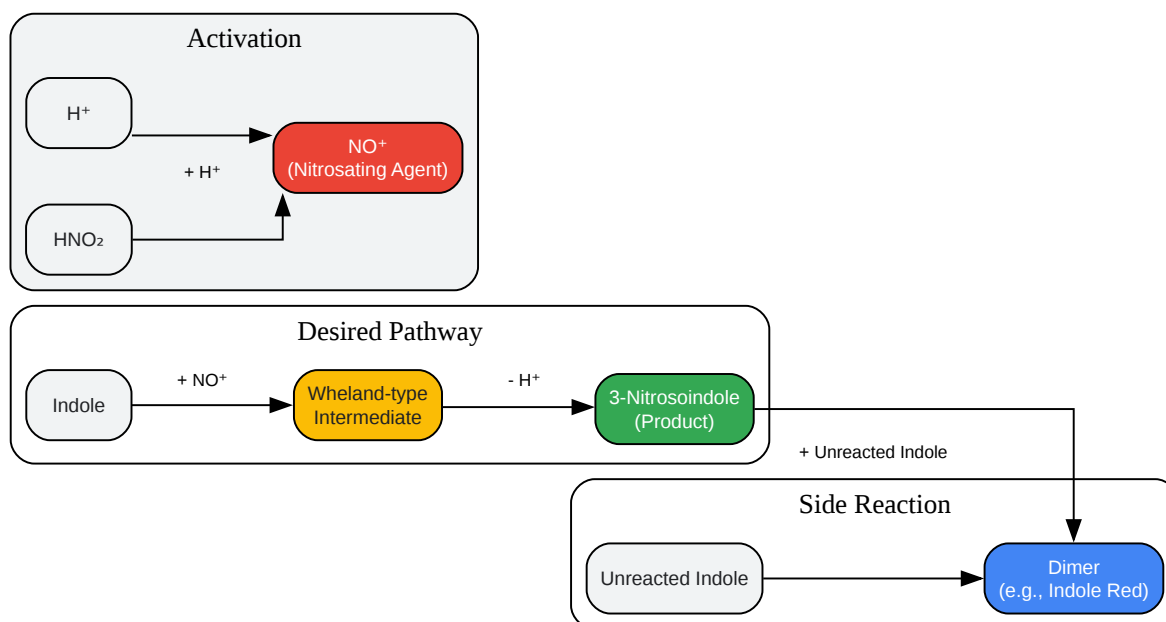 Activation
H⁺
+ H⁺
NO⁺
(Nitrosating Agent)
HNO₂
Desired Pathway
Indole
+ NO⁺
Wheland-type
Intermediate
- H⁺
3-Nitrosoindole
(Product)
+ Unreacted Indole
Side Reaction
Unreacted Indole
Dimer
(e.g., Indole Red)